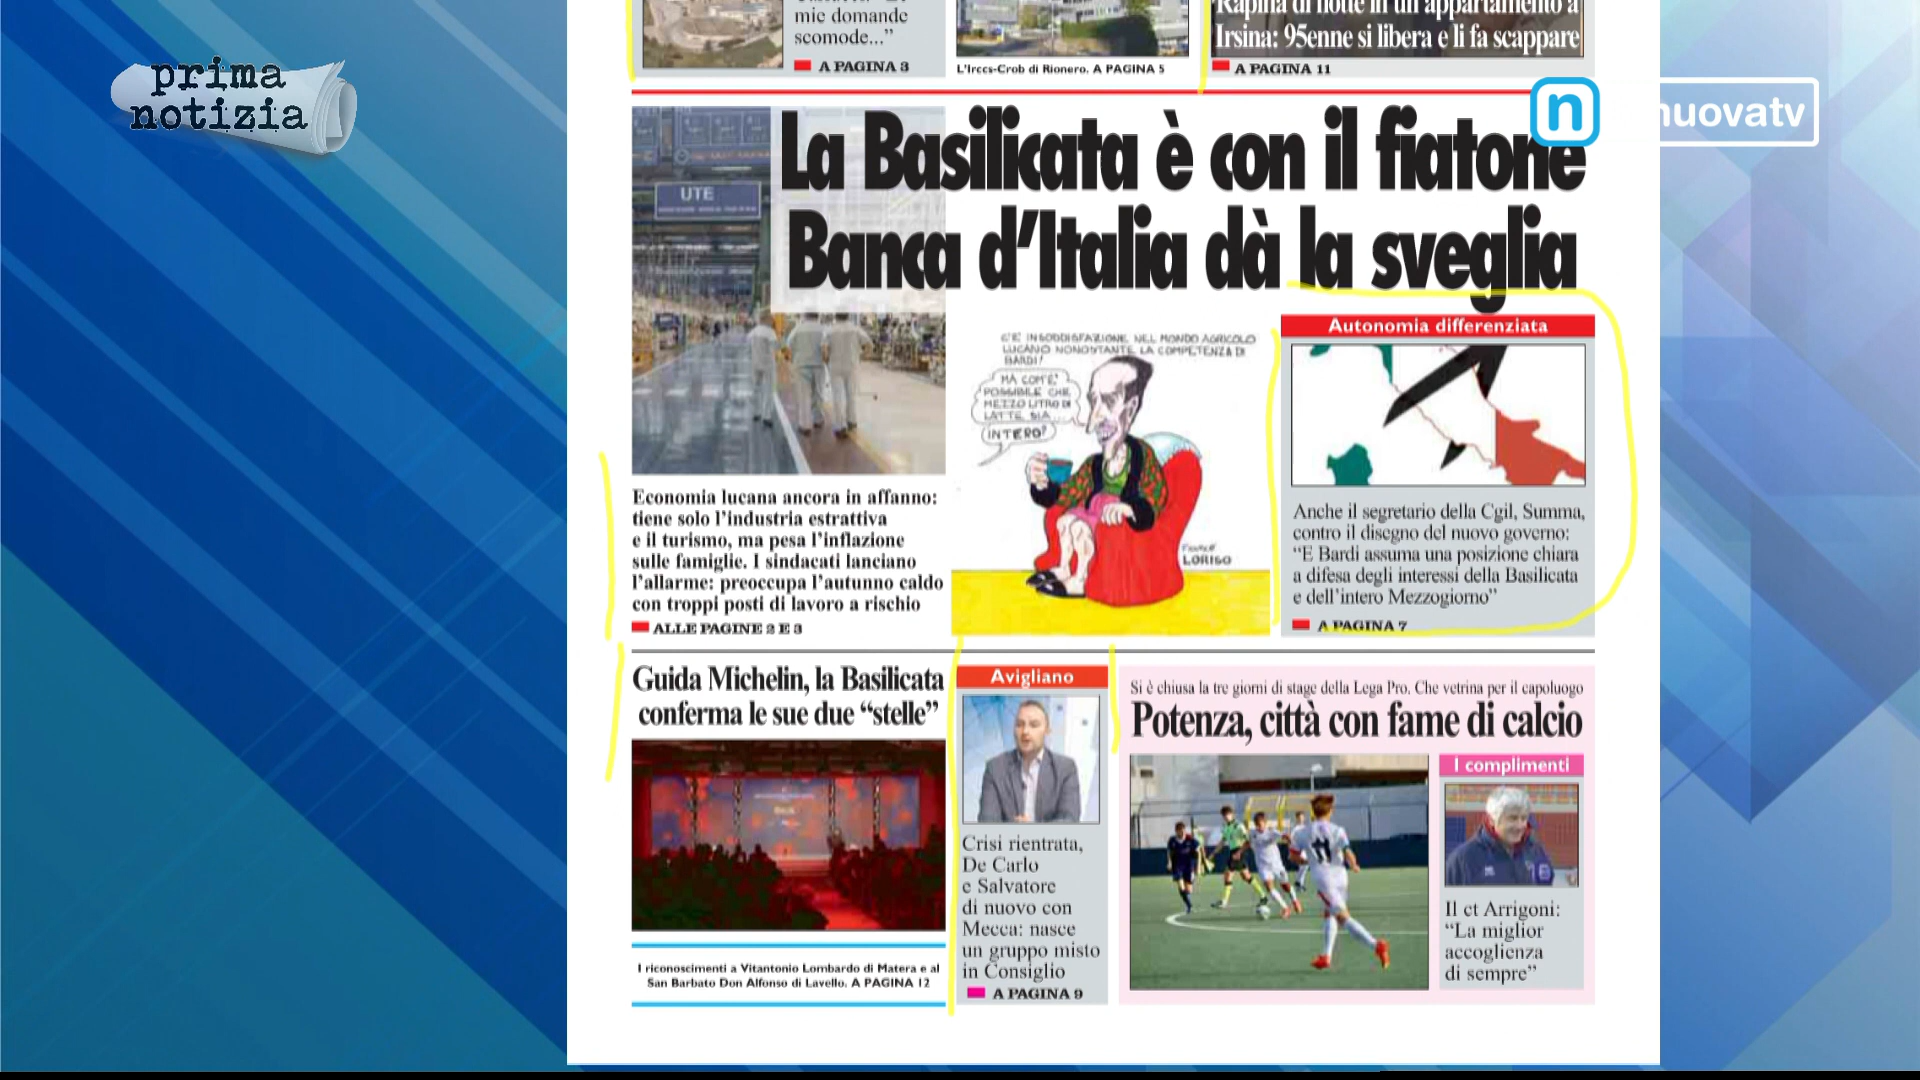 prima
notizia
nuovatv
n
mie domande
scomode...”
A PAGINA 3
L'Irccs-Crob di Rionero. A PAGINA 5
Rapina di notte in un appartamento a
Irsina: 95enne si libera e li fa scappare
A PAGINA 11
La Basilicata è con il fiatone
Banca d'Italia dà la sveglia
UTE
Economia lucana ancora in affanno:
tiene solo l'industria estrattiva
e il turismo, ma pesa l'inflazione
sulle famiglie. I sindacati lanciano
l'allarme: preoccupa l'autunno caldo
con troppi posti di lavoro a rischio
ALLE PAGINE 2 E 3
C'È INSODDISFAZIONE NEL MONDO AGRICOLO
LUCANO NONOSTANTE LA COMPETENZA DI
BARDI!
MA COM'E'
POSSIBILE CHE
MEZZO LITRO DI
LATTE SIA...
INTERO?
LORISO
Autonomia differenziata
Anche il segretario della Cgil, Summa,
contro il disegno del nuovo governo:
“E Bardi assuma una posizione chiara
a difesa degli interessi della Basilicata
e dell'intero Mezzogiorno”
A PAGINA 7
Guida Michelin, la Basilicata
conferma le sue due “stelle”
I riconoscimenti a Vitantonio Lombardo di Matera e al
San Barbato Don Alfonso di Lavello. A PAGINA 12
Avigliano
Crisi rientrata,
De Carlo
e Salvatore
di nuovo con
Mecca: nasce
un gruppo misto
in Consiglio
A PAGINA 9
Si è chiusa la tre giorni di stage della Lega Pro. Che vetrina per il capoluogo
Potenza, città con fame di calcio
11
I complimenti
Il ct Arrigoni:
“La miglior
accoglienza
di sempre”